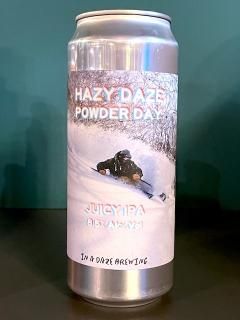 HAZY DAZE
POWDER DAY
JUICY IPA
IN A DAZE BREWING